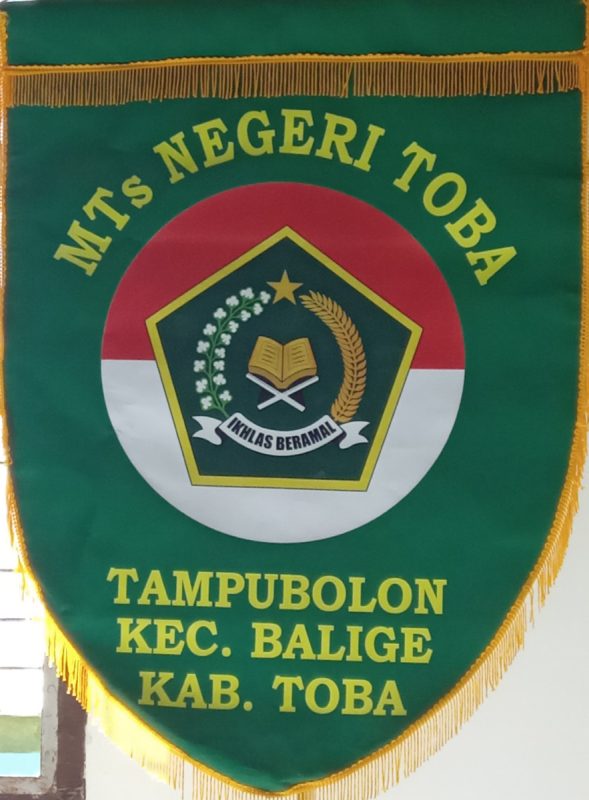 MTs NEGERI TOBA
IKHLAS BERAMAL
TAMPUBOLON
KEC. BALIGE
KAB. TOBA